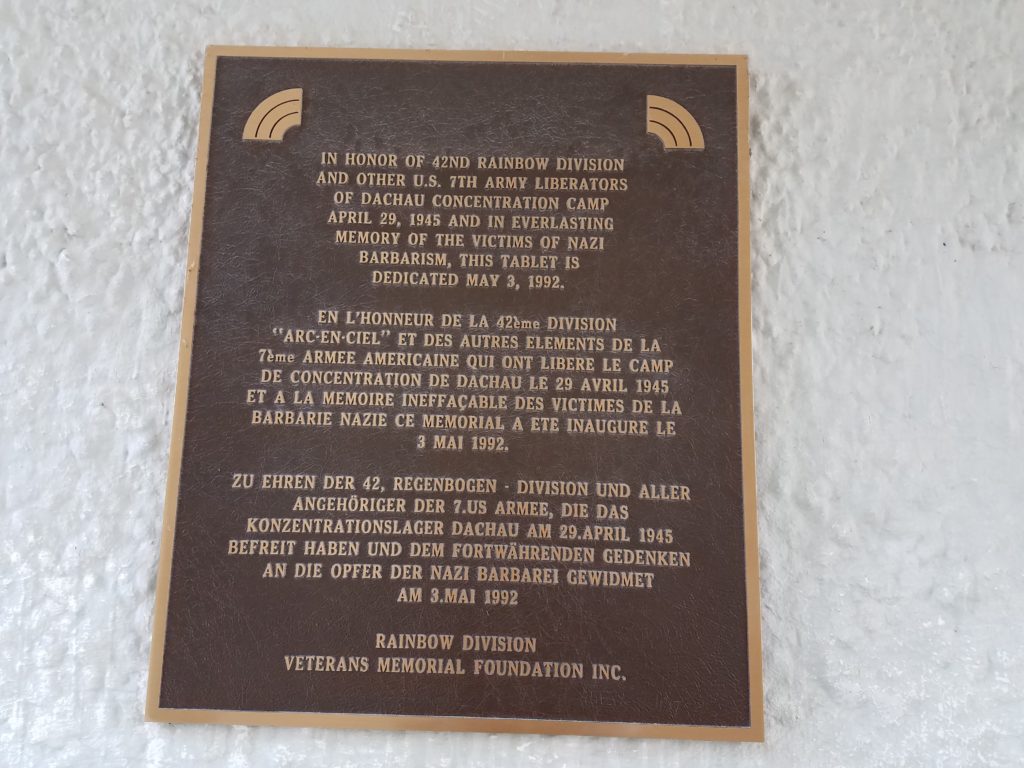 IN HONOR OF 42ND RAINBOW DIVISION
AND OTHER U.S. 7TH ARMY LIBERATORS
OF DACHAU CONCENTRATION CAMP
APRIL 29, 1945 AND IN EVERLASTING
MEMORY OF THE VICTIMS OF NAZI
BARBARISM, THIS TABLET IS
DEDICATED MAY 3, 1992.
EN L'HONNEUR DE LA 42ème DIVISION
"ARC-EN-CIEL" ET DES AUTRES ELEMENTS DE LA
7ème ARMEE AMERICAINE QUI ONT LIBERE LE CAMP
DE CONCENTRATION DE DACHAU LE 29 AVRIL 1945
ET A LA MEMOIRE INEFFAÇABLE DES VICTIMES DE LA
BARBARIE NAZIE CE MEMORIAL A ETE INAUGURE LE
3 MAI 1992.
ZU EHREN DER 42, REGENBOGEN - DIVISION UND ALLER
ANGEHÖRIGER DER 7.US ARMEE, DIE DAS
KONZENTRATIONSLAGER DACHAU AM 29.APRIL 1945
BEFREIT HABEN UND DEM FORTWÄHRENDEN GEDENKEN
AN DIE OPFER DER NAZI BARBAREI GEWIDMET
AM 3.MAI 1992
RAINBOW DIVISION
VETERANS MEMORIAL FOUNDATION INC.